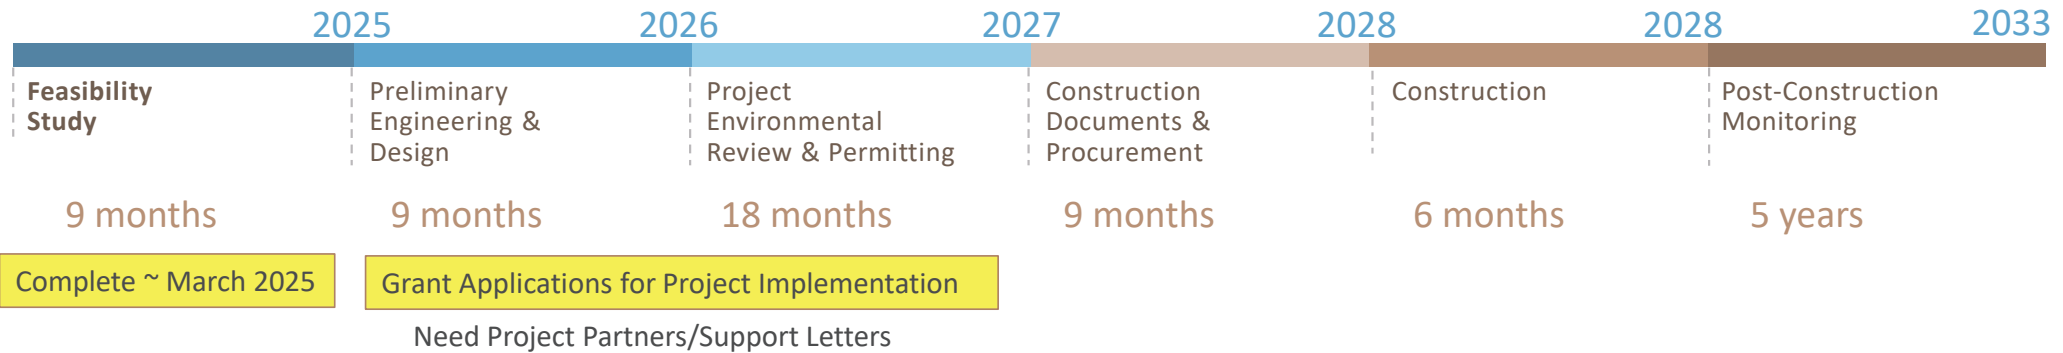 2025
2026
2027
2028
2028
2033
Feasibility
Study
Preliminary
Engineering &
Design
Project
Environmental
Review & Permitting
Construction
Documents &
Procurement
Construction
Post-Construction
Monitoring
9 months
9 months
18 months
9 months
6 months
5 years
Complete ~ March 2025
Grant Applications for Project Implementation
Need Project Partners/Support Letters